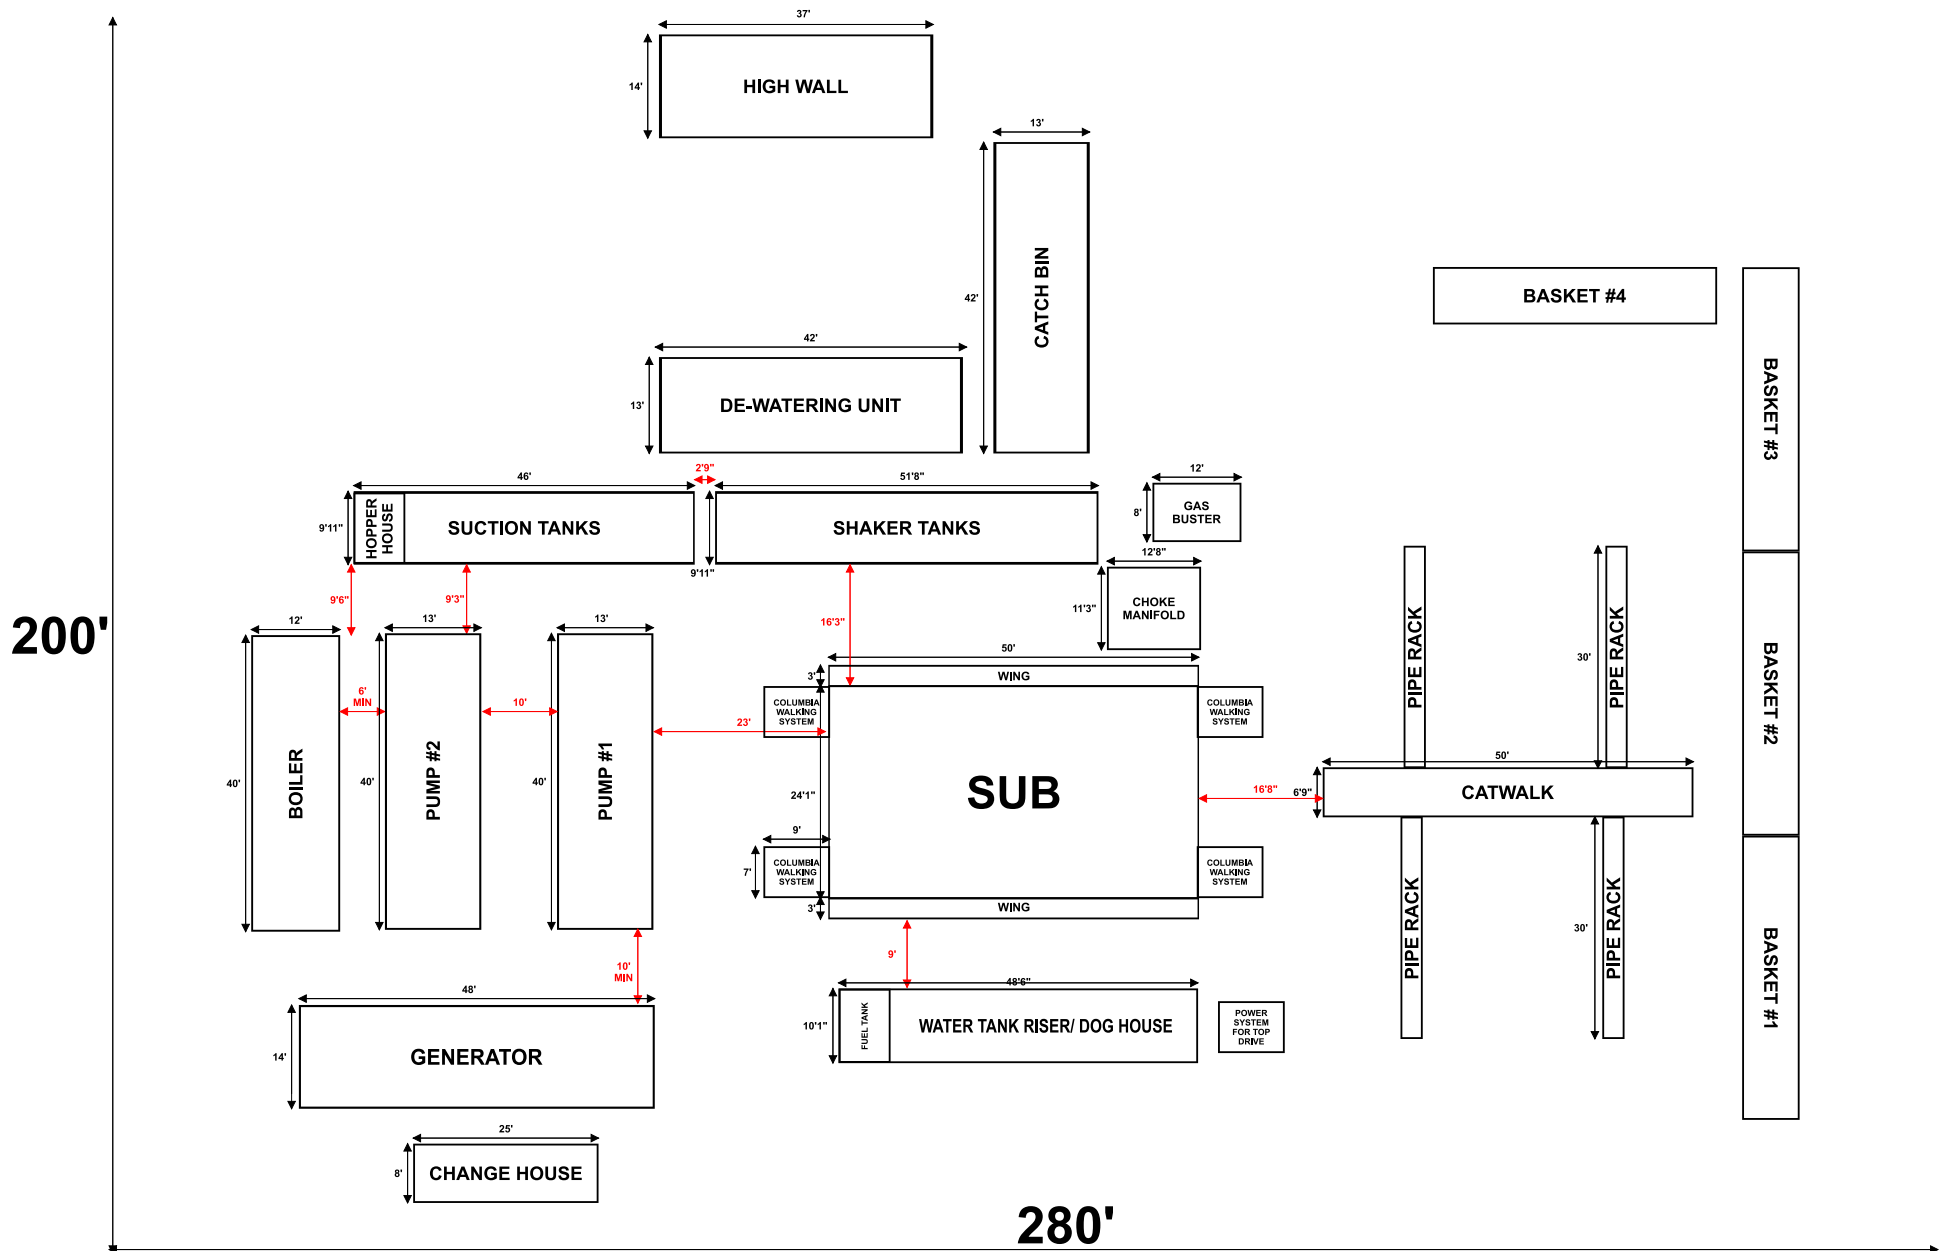 37'
14'
HIGH WALL
13'
42'
CATCH BIN
BASKET #4
BASKET #3
42'
13'
DE-WATERING UNIT
46'
2'9"
51'8"
12'
9'11"
HOPPER
HOUSE
SUCTION TANKS
9'11"
SHAKER TANKS
8'
GAS
BUSTER
12'8"
11'3"
CHOKE
MANIFOLD
9'6"
9'3"
16'3"
200'
12'
13'
13'
50'
3'
WING
PIPE RACK
30'
PIPE RACK
BASKET #2
6'
MIN
10'
23'
COLUMBIA
WALKING
SYSTEM
COLUMBIA
WALKING
SYSTEM
40'
BOILER
40'
PUMP #2
40'
PUMP #1
24'1"
SUB
16'8"
50'
6'9"
CATWALK
9'
7'
COLUMBIA
WALKING
SYSTEM
COLUMBIA
WALKING
SYSTEM
3'
WING
PIPE RACK
30'
PIPE RACK
BASKET #1
10'
MIN
9'
48'
14'
GENERATOR
48'6"
10'1"
FUEL TANK
WATER TANK RISER/ DOG HOUSE
POWER
SYSTEM
FOR TOP
DRIVE
25'
8'
CHANGE HOUSE
280'